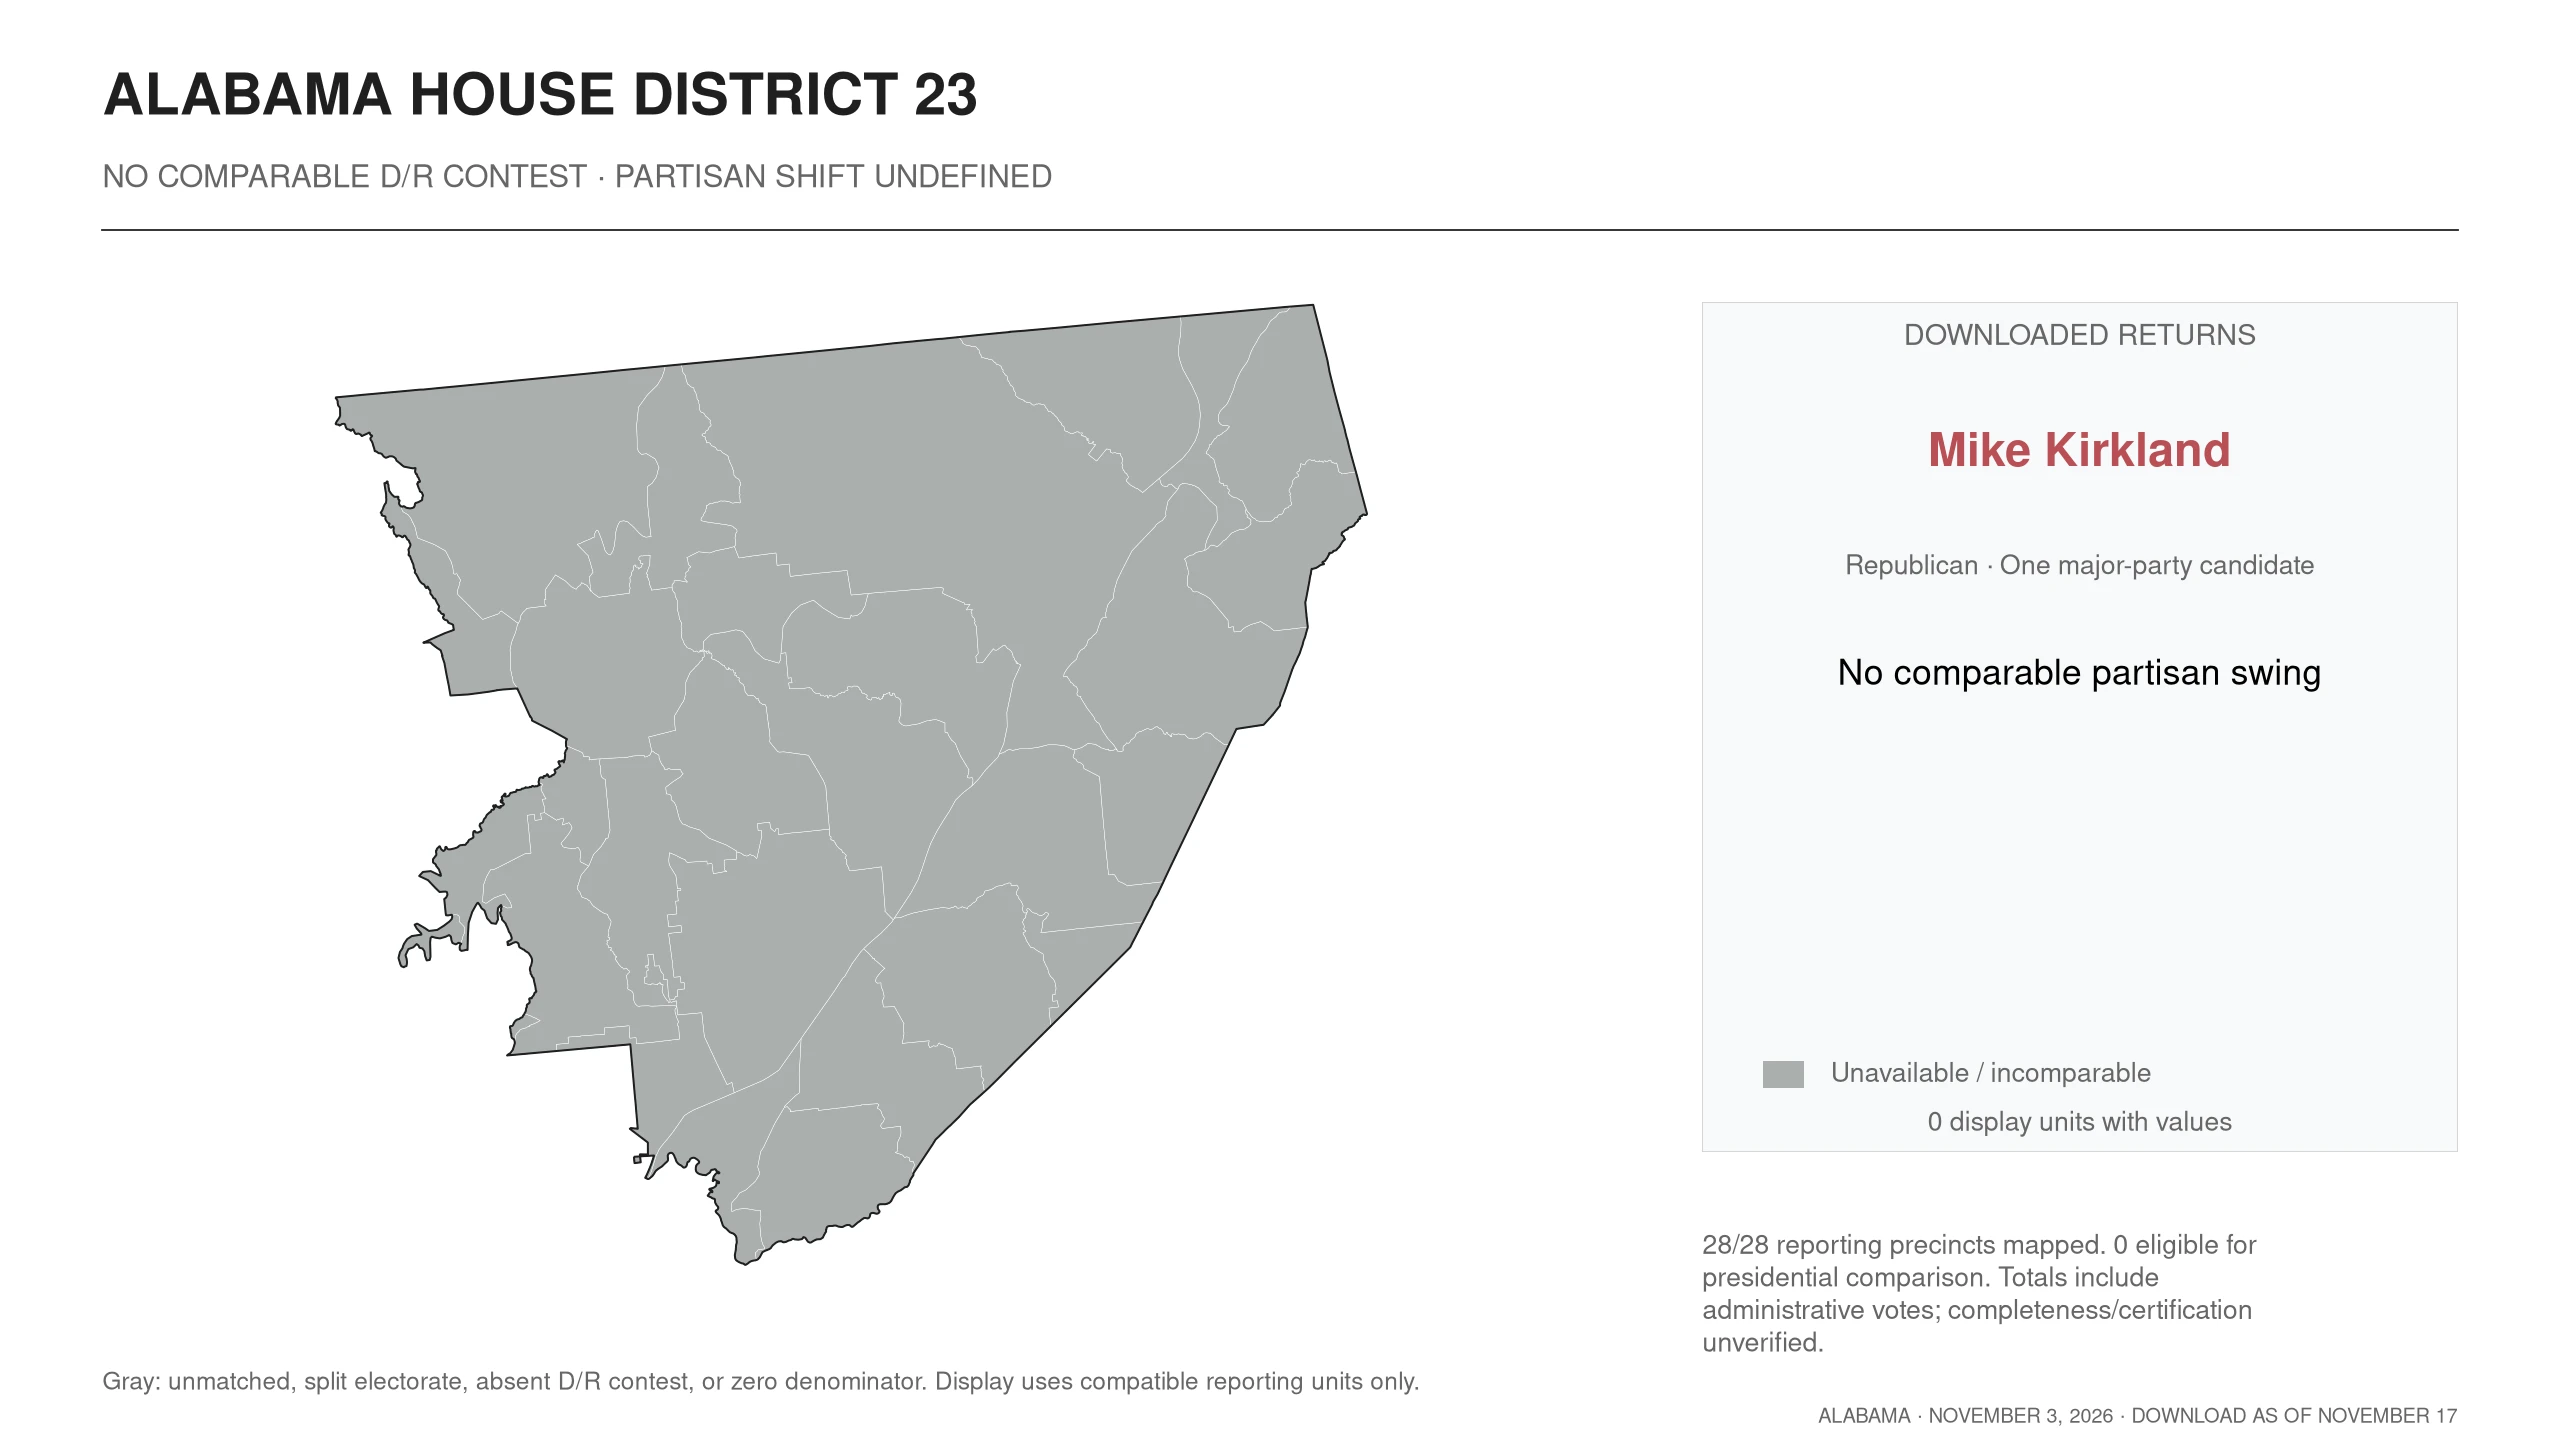 ALABAMA HOUSE DISTRICT 23
NO COMPARABLE D/R CONTEST · PARTISAN SHIFT UNDEFINED
DOWNLOADED RETURNS
Mike Kirkland
Republican · One major-party candidate
No comparable partisan swing
Unavailable / incomparable
0 display units with values
28/28 reporting precincts mapped. 0 eligible for
presidential comparison. Totals include
administrative votes; completeness/certification
unverified.
Gray: unmatched, split electorate, absent D/R contest, or zero denominator. Display uses compatible reporting units only.
ALABAMA · NOVEMBER 3, 2026 · DOWNLOAD AS OF NOVEMBER 17